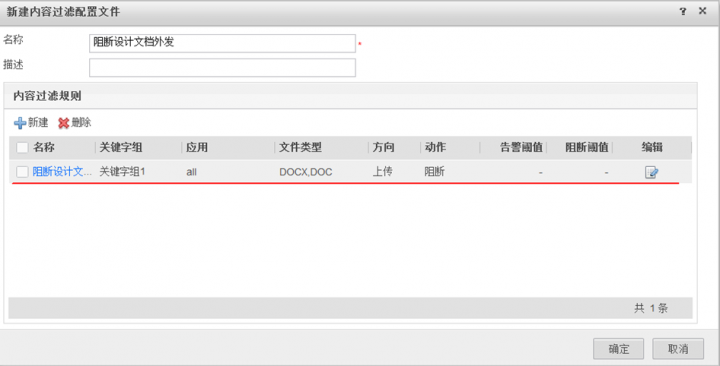 新建内容过滤配置文件 ? ×
名称 阻断设计文档外发 *
描述
内容过滤规则
新建 删除
名称 关键字组 应用 文件类型 方向 动作 告警阈值 阻断阈值 编辑
阻断设计文... 关键字组1 all DOCX,DOC 上传 阻断 - -
共 1 条
确定 取消